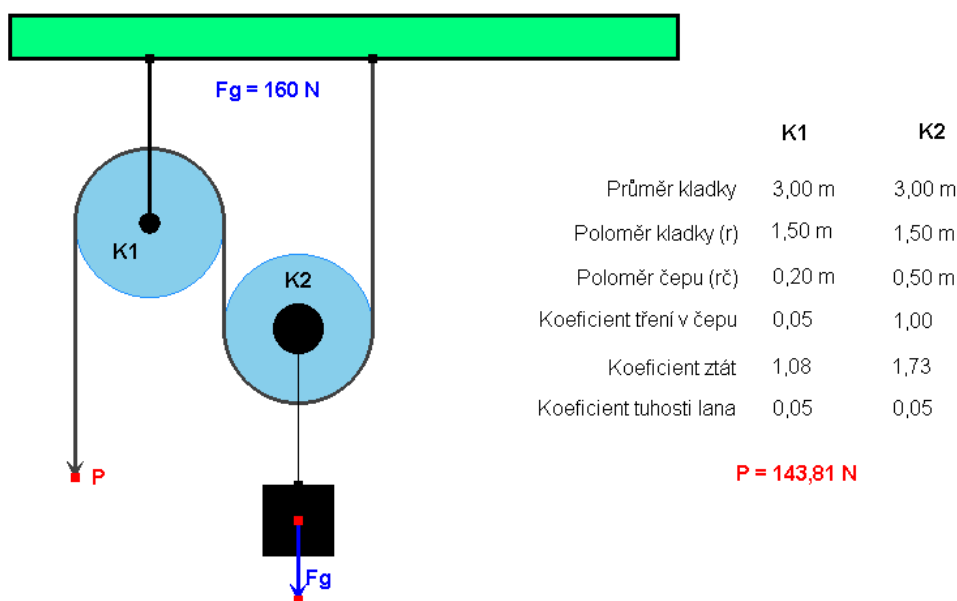 Fg = 160 N
K1 K2
Průměr kladky 3,00 m 3,00 m
Poloměr kladky (r) 1,50 m 1,50 m
Poloměr čepu (rč) 0,20 m 0,50 m
Koeficient tření v čepu 0,05 1,00
Koeficient ztát 1,08 1,73
Koeficient tuhosti lana 0,05 0,05
P = 143,81 N
K1
K2
P
Fg